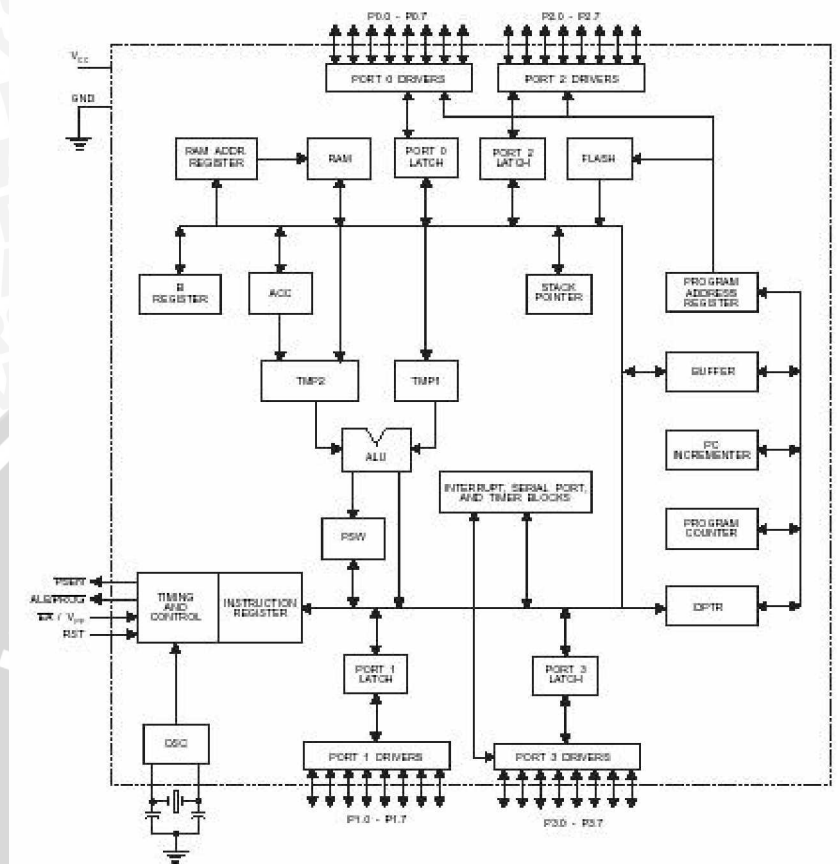 P0.0 - P0.7
P2.0 - P2.7
VCC
GND
PORT 0 DRIVERS
PORT 2 DRIVERS
RAM ADDR.
REGISTER
RAM
PORT 0
LATCH
PORT 2
LATCH
FLASH
B
REGISTER
ACC
STACK
POINTER
PROGRAM
ADDRESS
REGISTER
TMP2
TMP1
BUFFER
ALU
PC
INCREMENTER
INTERRUPT, SERIAL PORT,
AND TIMER BLOCKS
PSW
PROGRAM
COUNTER
PSEN
ALE/PROG
EA / VPP
RST
TIMING
AND
CONTROL
INSTRUCTION
REGISTER
DPTR
PORT 1
LATCH
PORT 3
LATCH
OSC
PORT 1 DRIVERS
PORT 3 DRIVERS
P1.0 - P1.7
P3.0 - P3.7